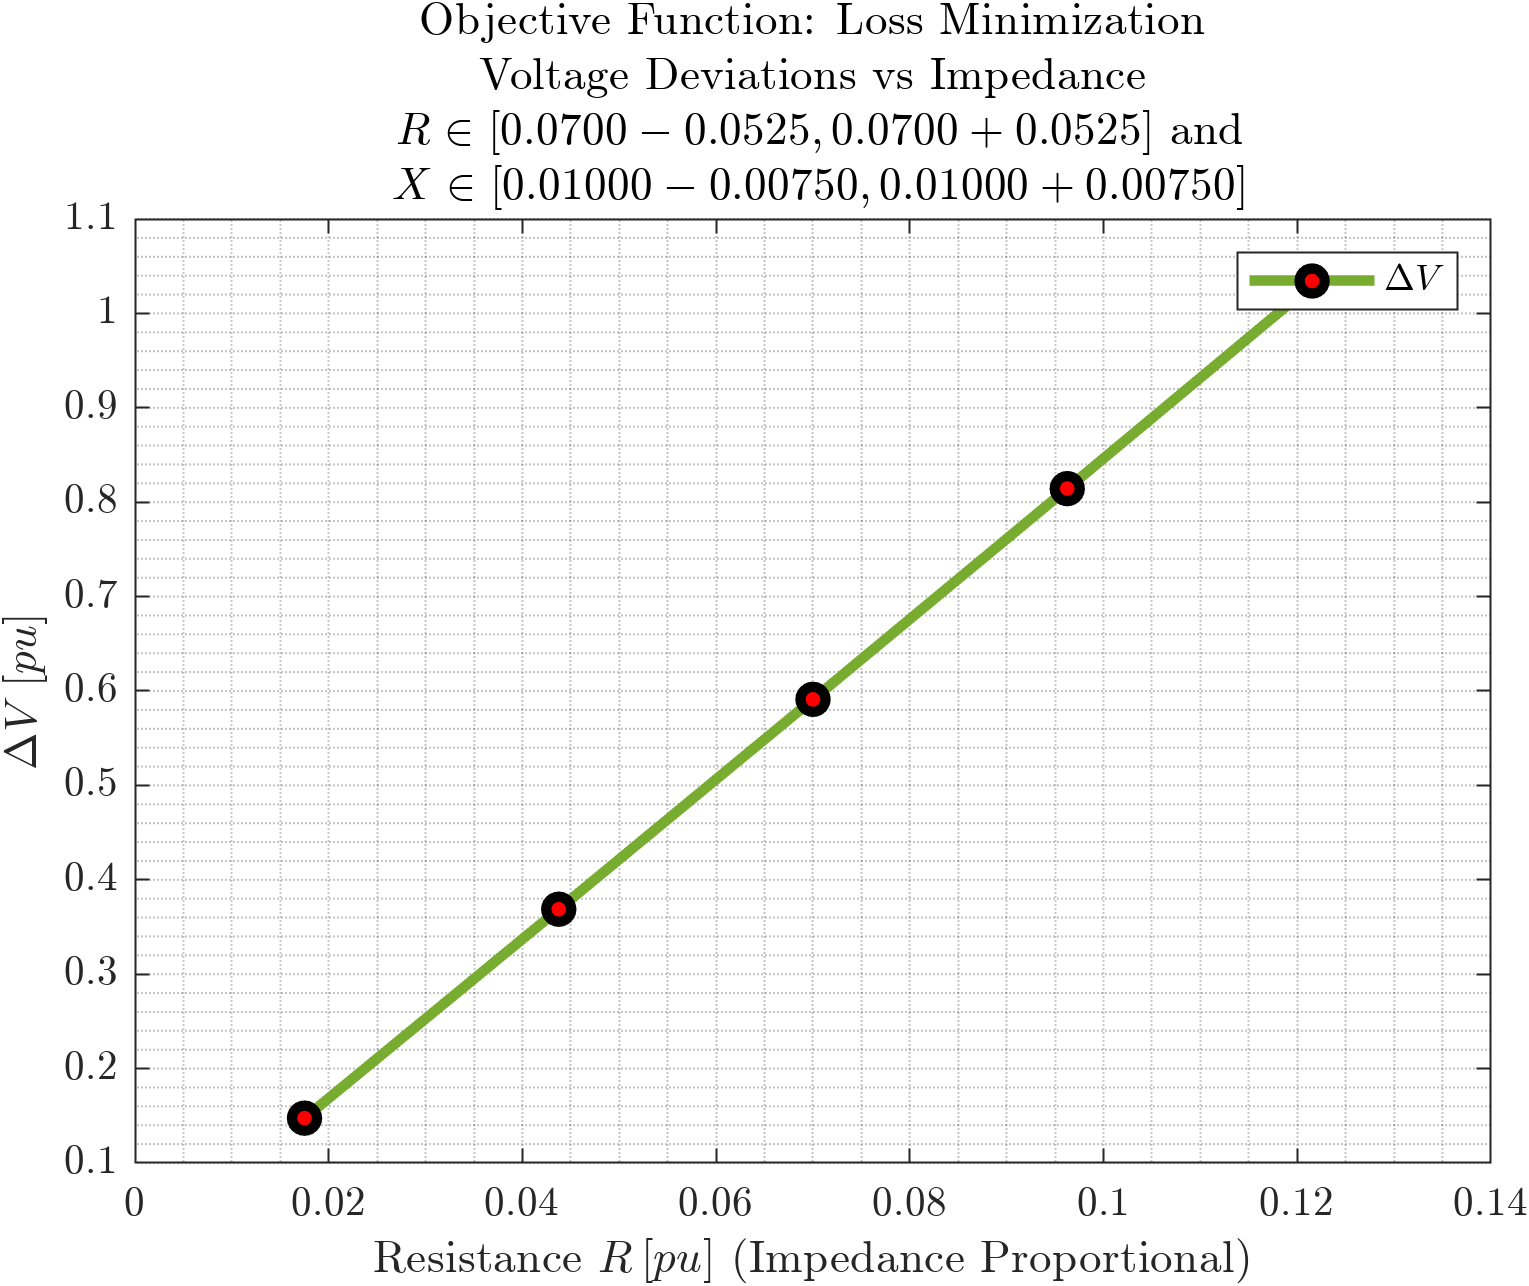 Objective Function: Loss Minimization
Voltage Deviations vs Impedance
R ∈ [0.0700 − 0.0525, 0.0700 + 0.0525] and
X ∈ [0.01000 − 0.00750, 0.01000 + 0.00750]
ΔV
1.1
1
0.9
0.8
0.7
0.6
0.5
0.4
0.3
0.2
0.1
ΔV [pu]
0 0.02 0.04 0.06 0.08 0.1 0.12 0.14
Resistance R [pu] (Impedance Proportional)